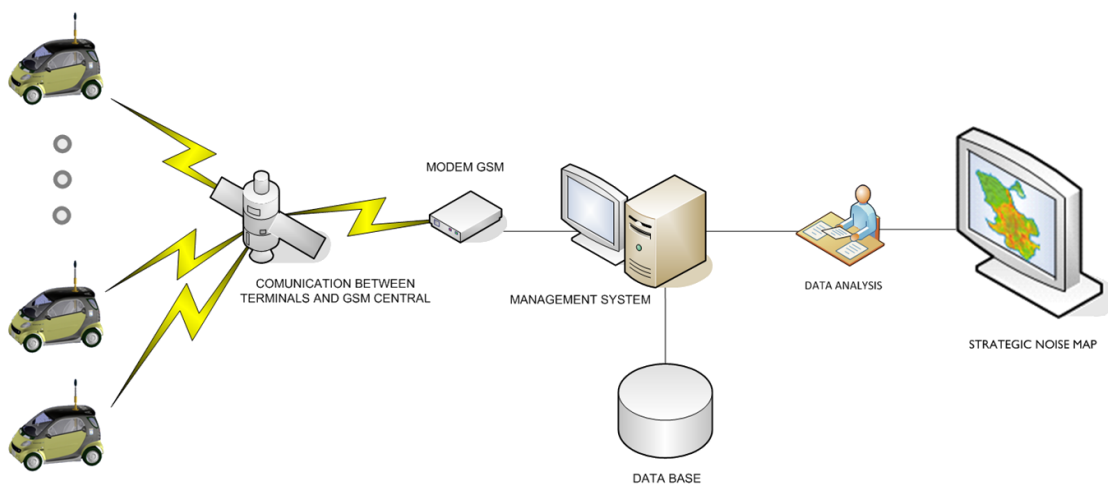 MODEM GSM
COMUNICATION BETWEEN
TERMINALS AND GSM CENTRAL
MANAGEMENT SYSTEM
DATA ANALYSIS
STRATEGIC NOISE MAP
DATA BASE